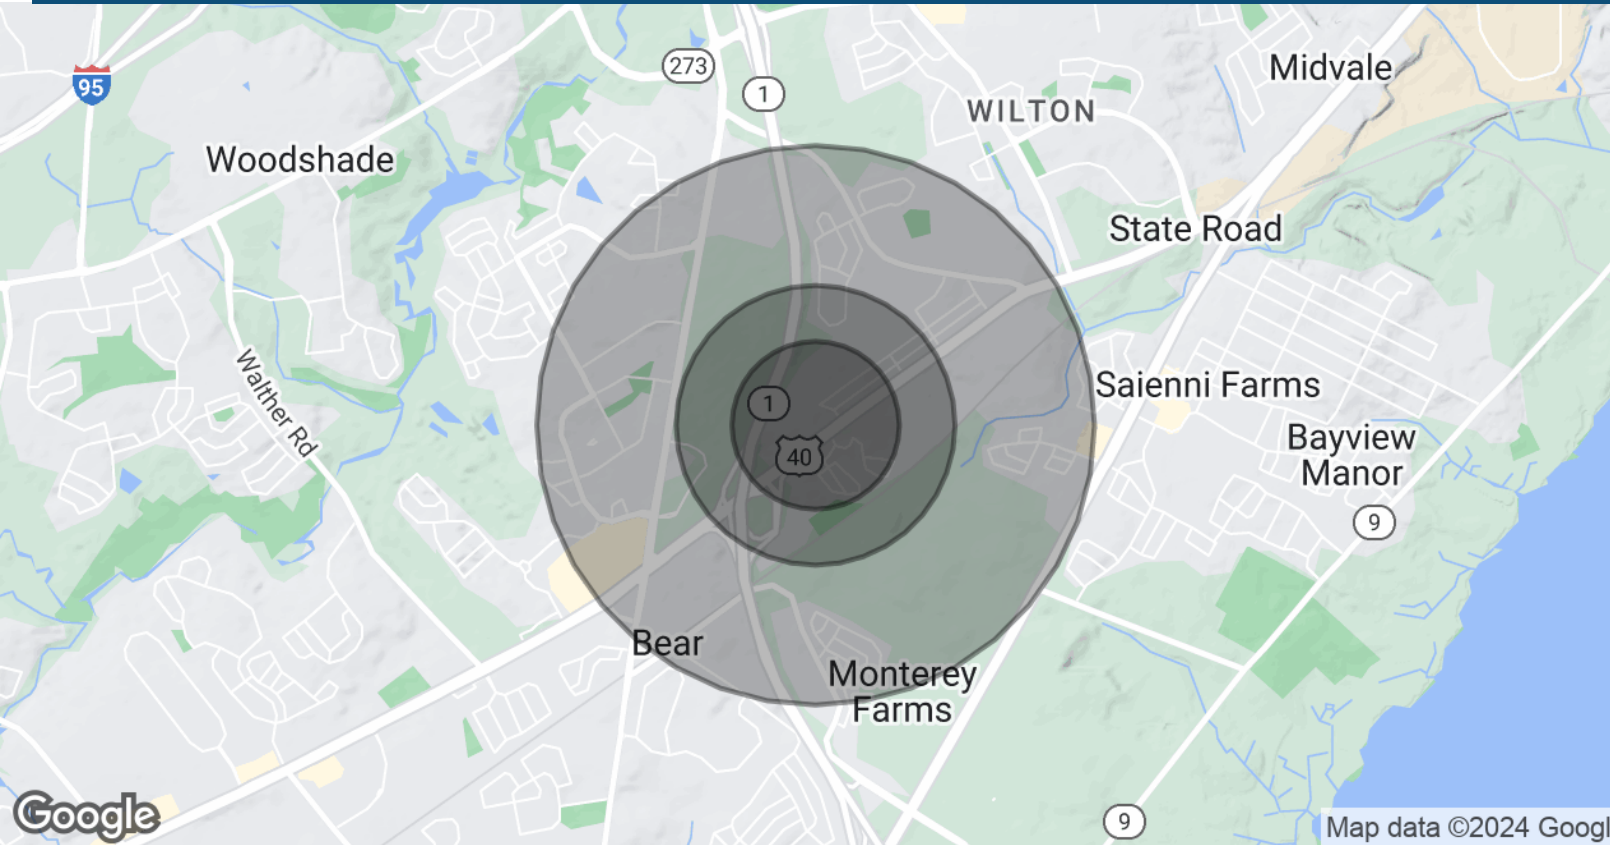 273
1
95
Midvale
WILTON
Woodshade
State Road
Walther Rd
1
Saienni Farms
40
Bayview
Manor
9
Bear
Monterey
Farms
9
Google
Map data ©2024 Googl